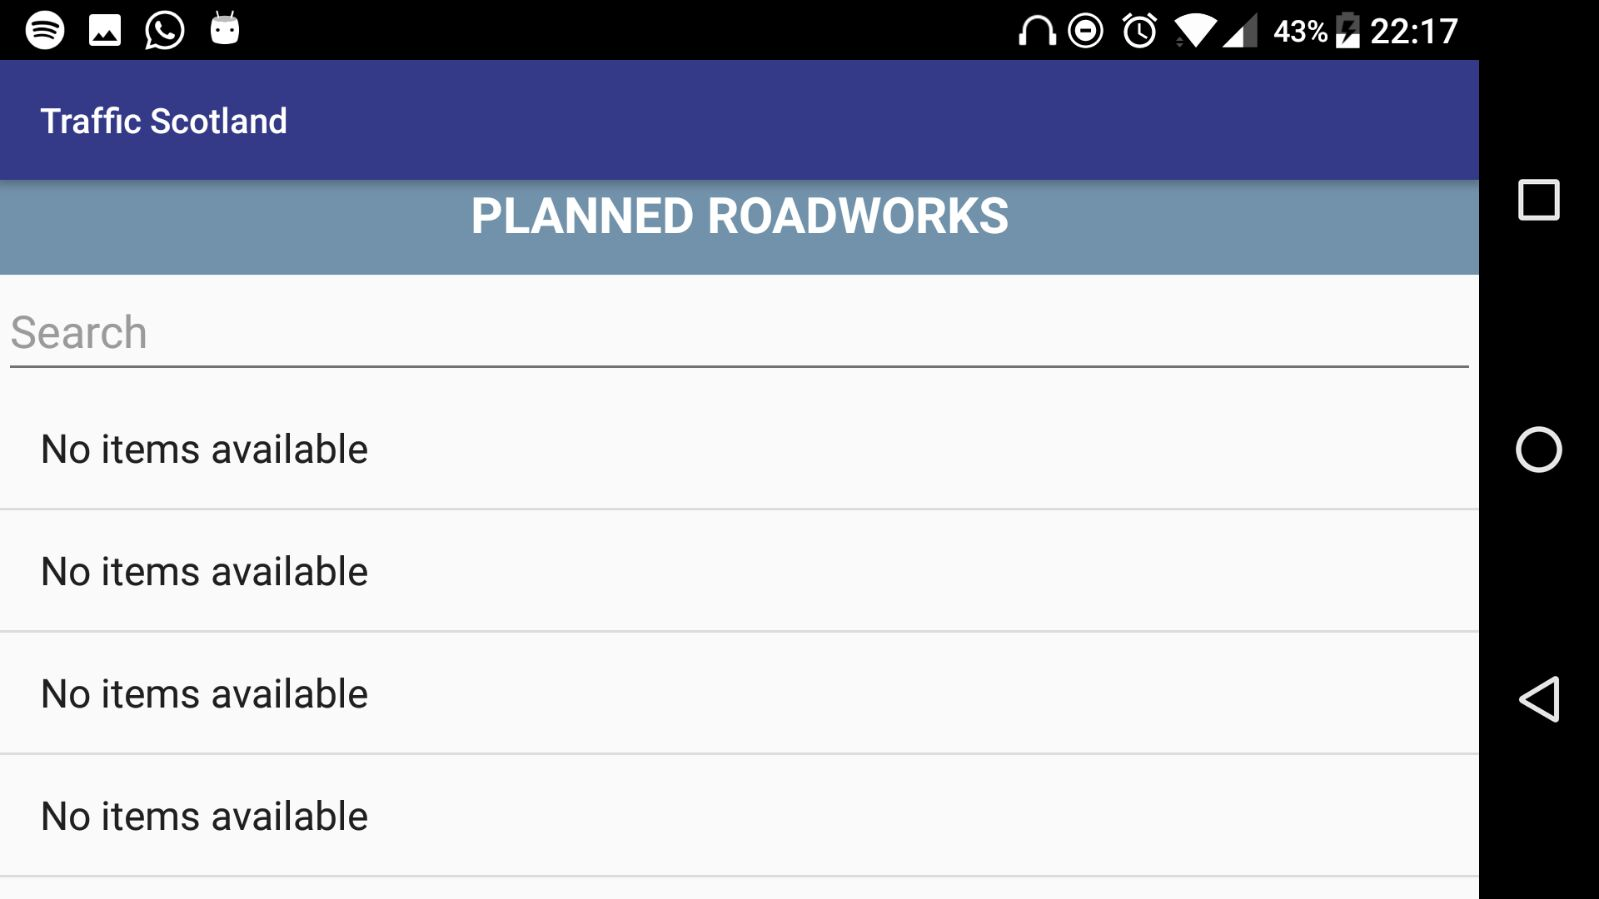 43% 22:17
Traffic Scotland
PLANNED ROADWORKS
Search
No items available
No items available
No items available
No items available